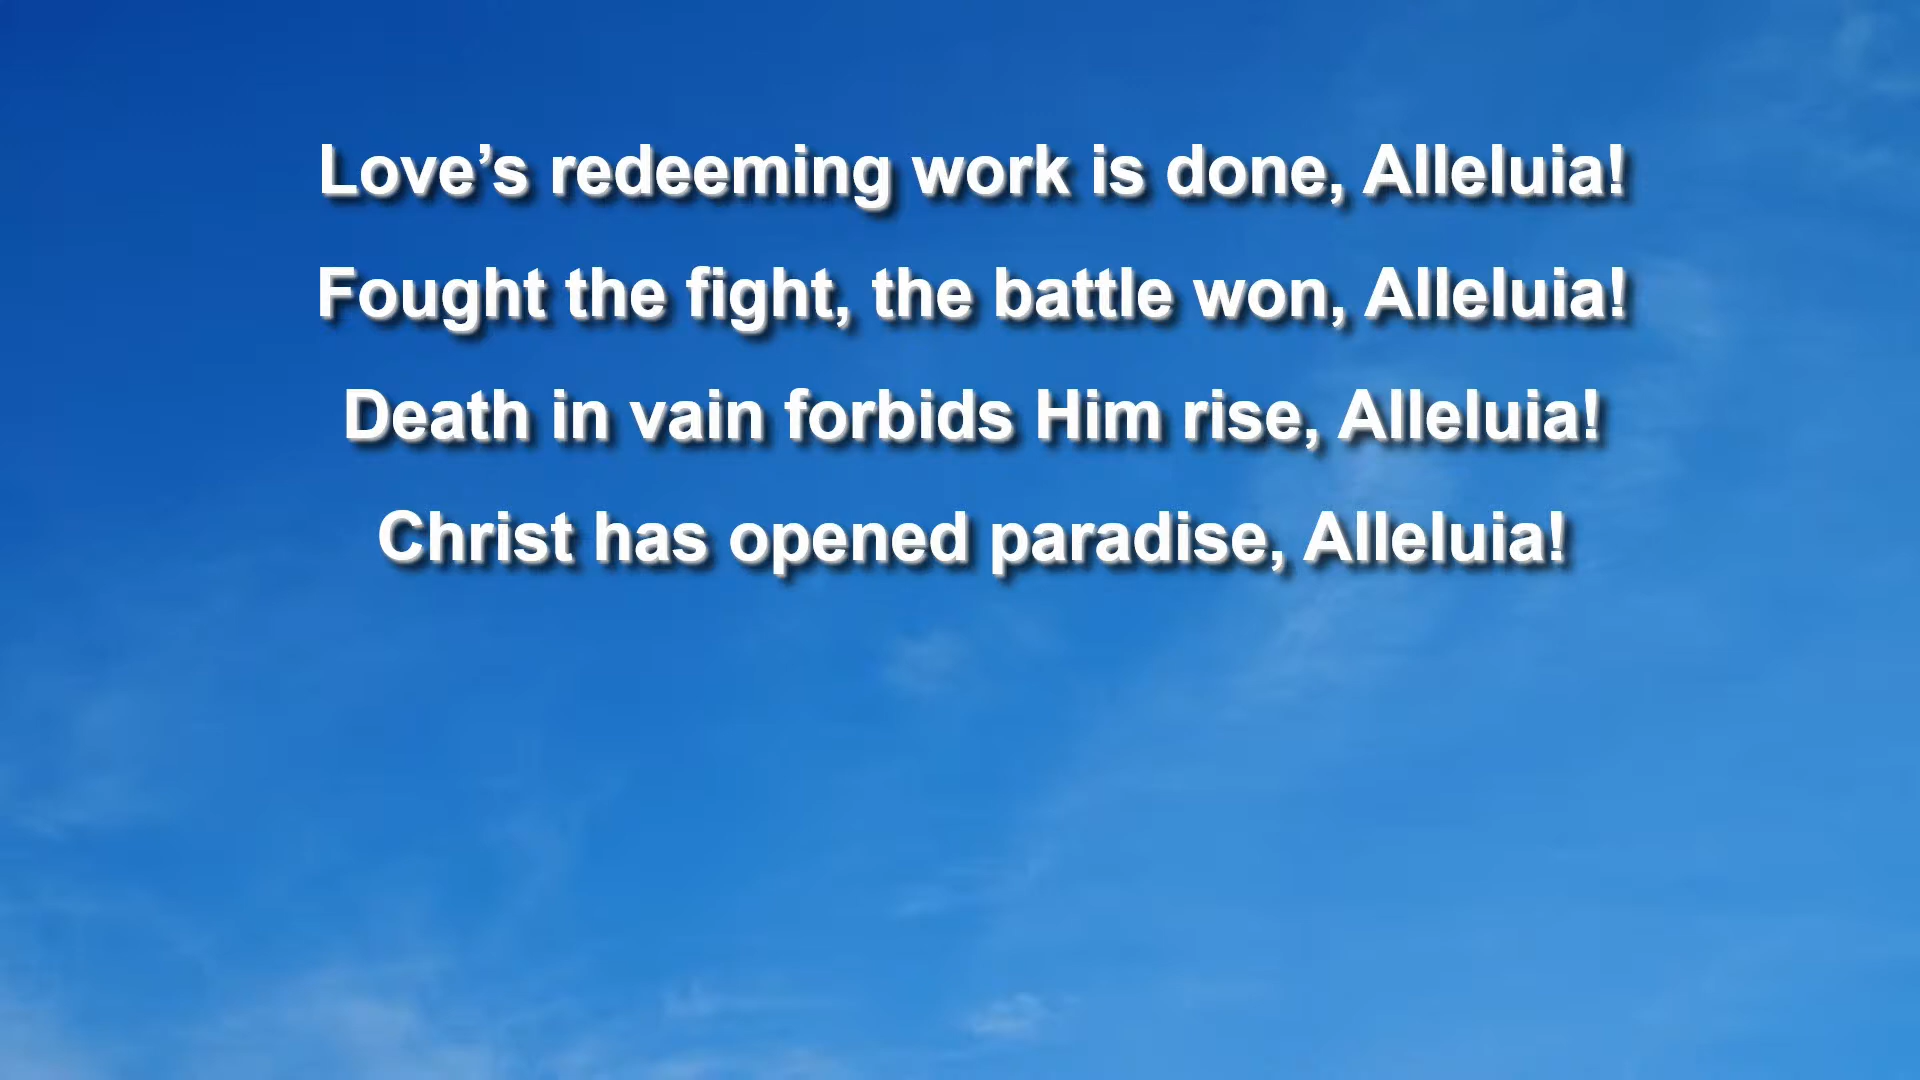 Love’s redeeming work is done, Alleluia!
Fought the fight, the battle won, Alleluia!
Death in vain forbids Him rise, Alleluia!
Christ has opened paradise, Alleluia!